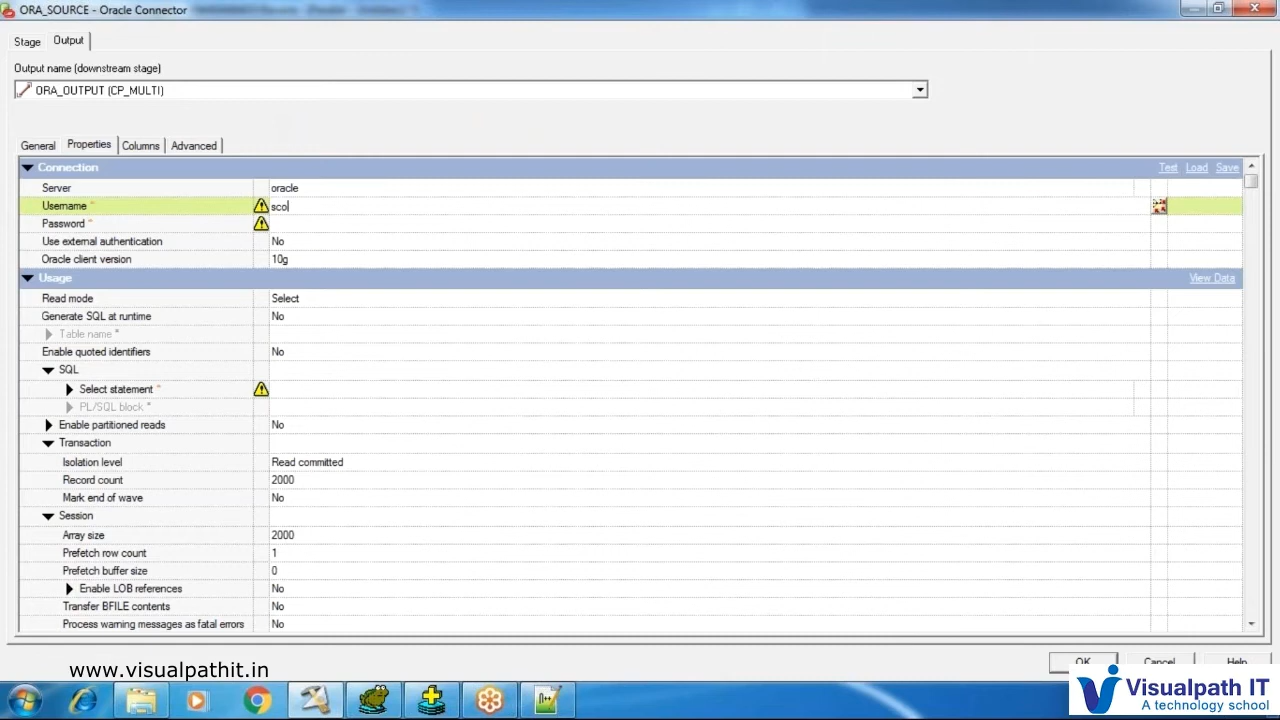 ORA_SOURCE - Oracle Connector
Stage Output
Output name (downstream stage)
ORA_OUTPUT (CP_MULTI)
General Properties Columns Advanced
Connection Test Load Save
Server oracle
Username * sco
Password *
Use external authentication No
Oracle client version 10g
Usage View Data
Read mode Select
Generate SQL at runtime No
Table name *
Enable quoted identifiers No
SQL
Select statement *
PL/SQL block *
Enable partitioned reads No
Transaction
Isolation level Read committed
Record count 2000
Mark end of wave No
Session
Array size 2000
Prefetch row count 1
Prefetch buffer size 0
Enable LOB references No
Transfer BFILE contents No
Process warning messages as fatal errors No
OK Cancel Help
www.visualpathit.in
Visualpath IT
A technology school